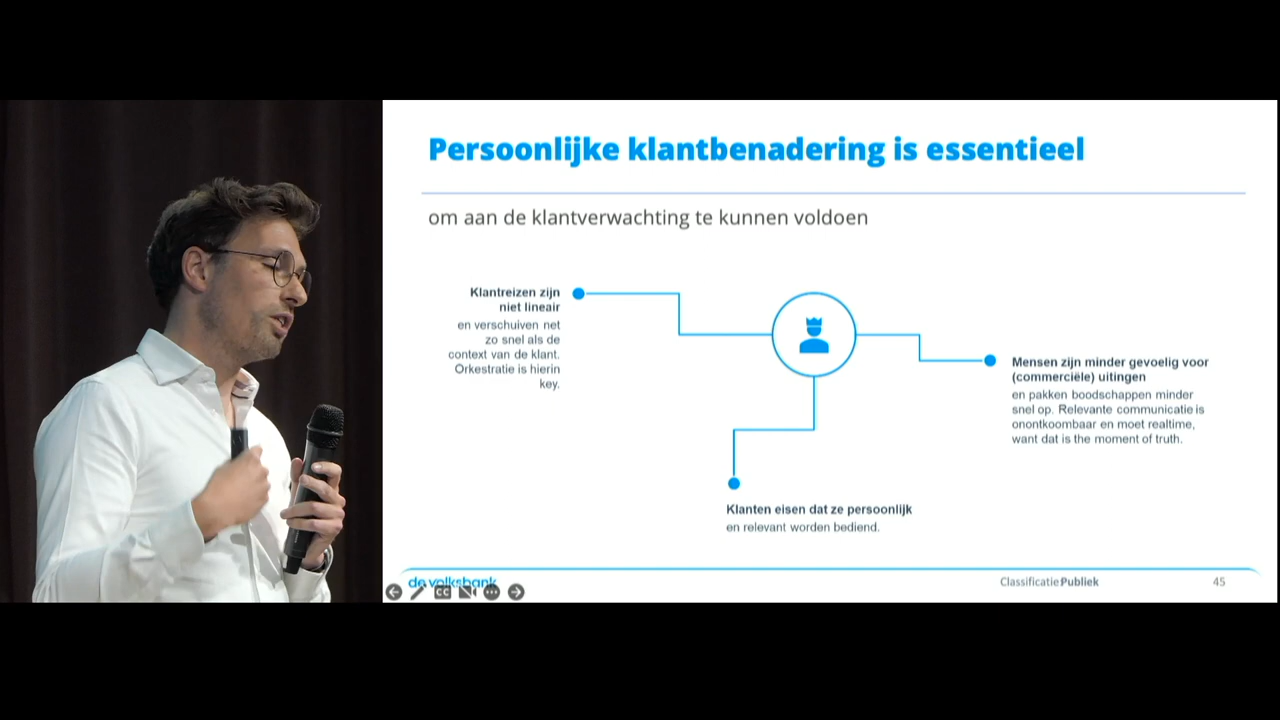 Persoonlijke klantbenadering is essentieel
om aan de klantverwachting te kunnen voldoen
Klantreizen zijn
niet lineair
en verschuiven net
zo snel als de
context van de klant.
Orkestratie is hierin
key.
Mensen zijn minder gevoelig voor
(commerciële) uitingen
en pakken boodschappen minder
snel op. Relevante communicatie is
onontkoombaar en moet realtime,
want dat is the moment of truth.
Klanten eisen dat ze persoonlijk
en relevant worden bediend.
de volksbank
Classificatie Publiek
45
CC